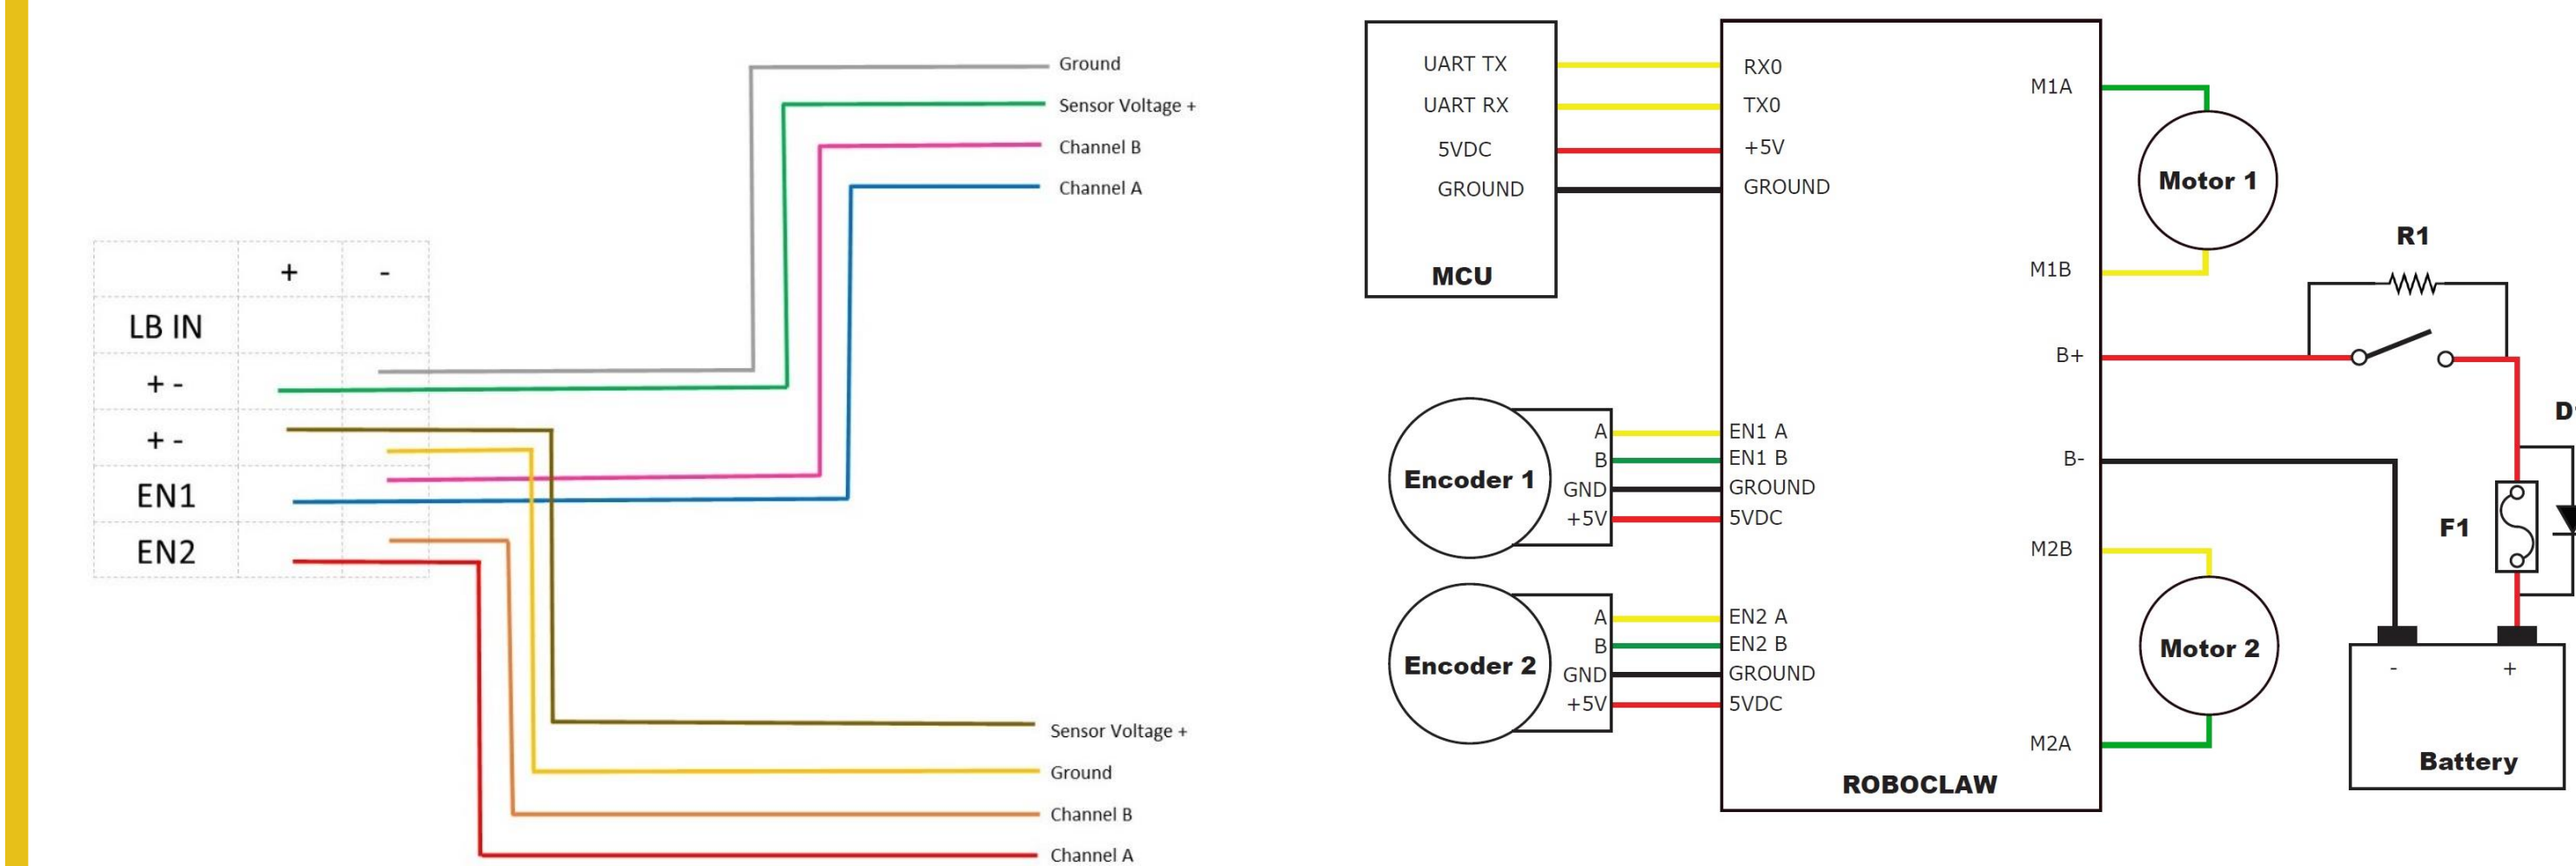 Ground
Sensor Voltage +
Channel B
Channel A
+ -
LB IN
+ -
+ -
EN1
EN2
Sensor Voltage +
Ground
Channel B
Channel A
UART TX
UART RX
5VDC
GROUND
MCU
RX0
TX0
+5V
GROUND
A
B
GND
+5V
Encoder 1
EN1 A
EN1 B
GROUND
5VDC
A
B
GND
+5V
Encoder 2
EN2 A
EN2 B
GROUND
5VDC
ROBOCLAW
M1A
M1B
B+
B-
M2B
M2A
Motor 1
R1
F1
Motor 2
- +
Battery